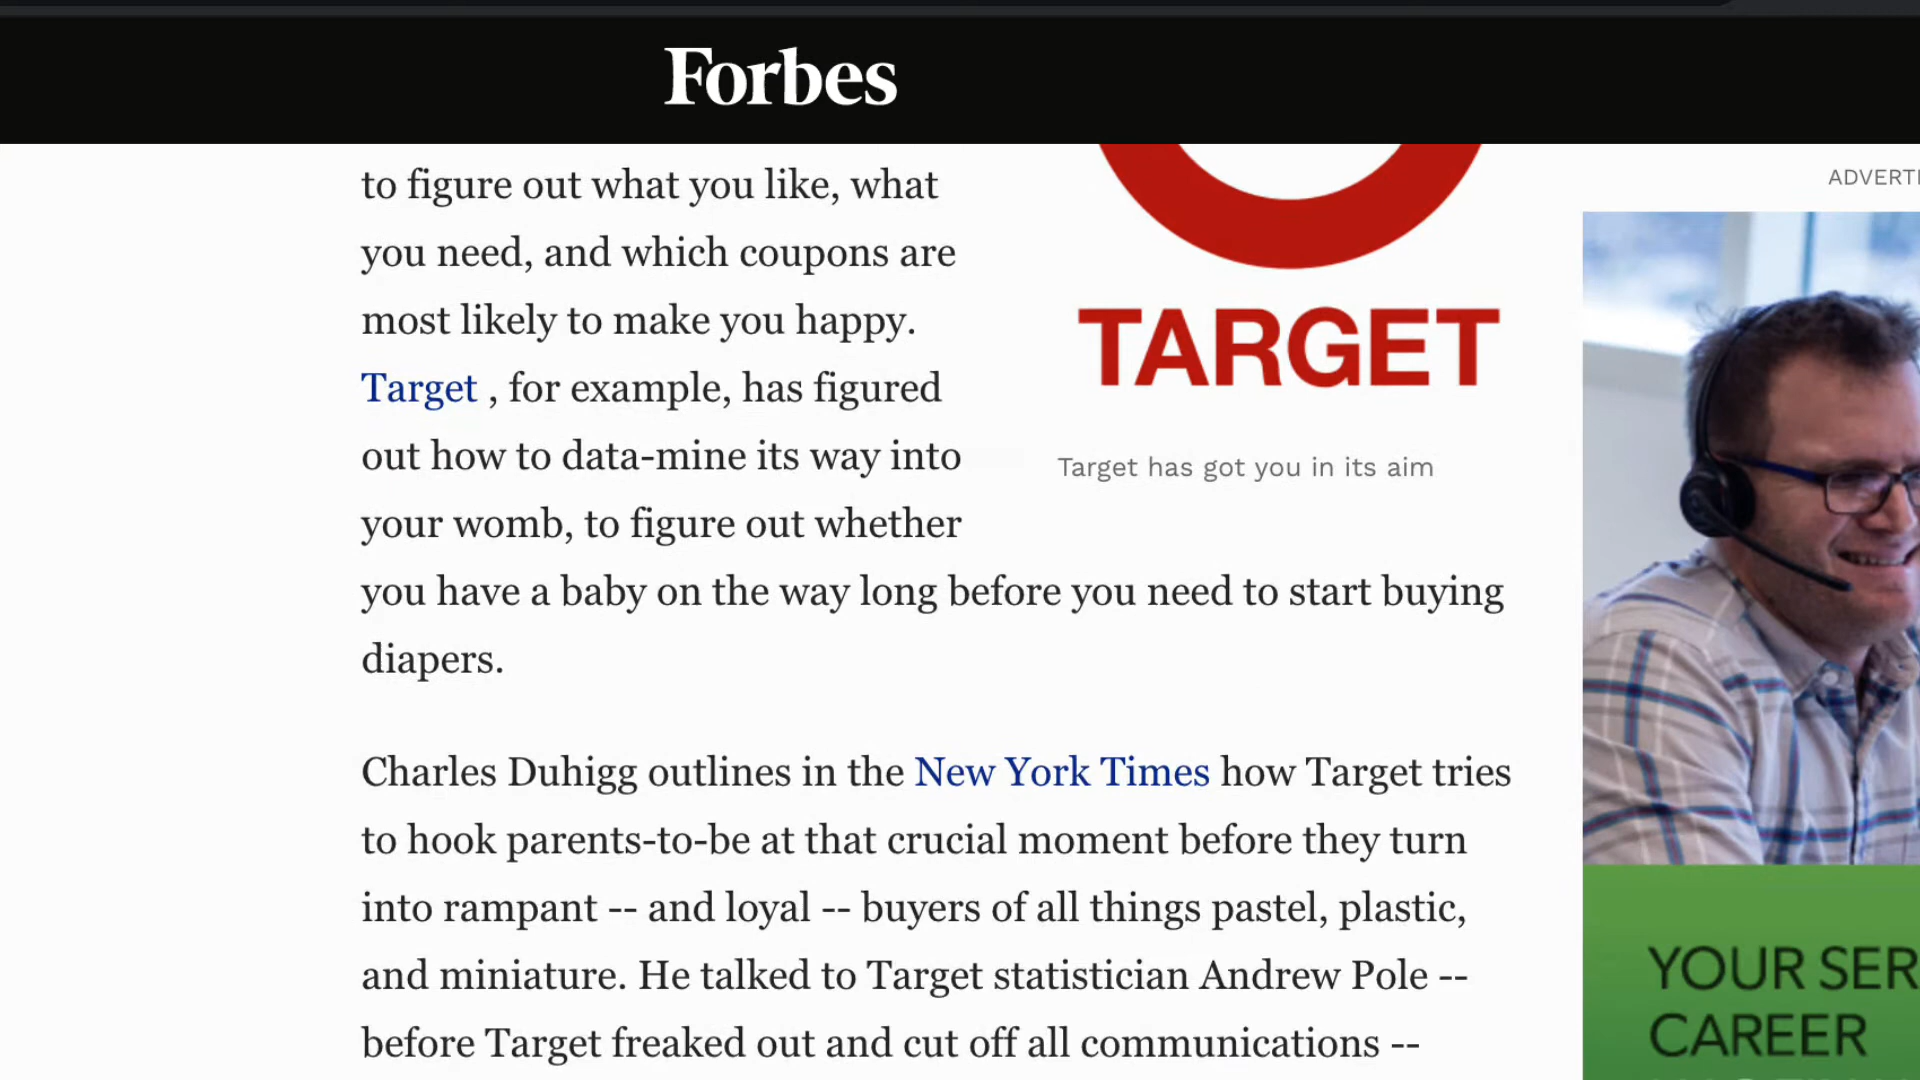 Forbes
to figure out what you like, what
you need, and which coupons are
most likely to make you happy.
Target , for example, has figured
out how to data-mine its way into
your womb, to figure out whether
you have a baby on the way long before you need to start buying
diapers.
TARGET
Target has got you in its aim
Charles Duhigg outlines in the New York Times how Target tries
to hook parents-to-be at that crucial moment before they turn
into rampant -- and loyal -- buyers of all things pastel, plastic,
and miniature. He talked to Target statistician Andrew Pole --
before Target freaked out and cut off all communications --
ADVERTI
YOUR SER
CAREER